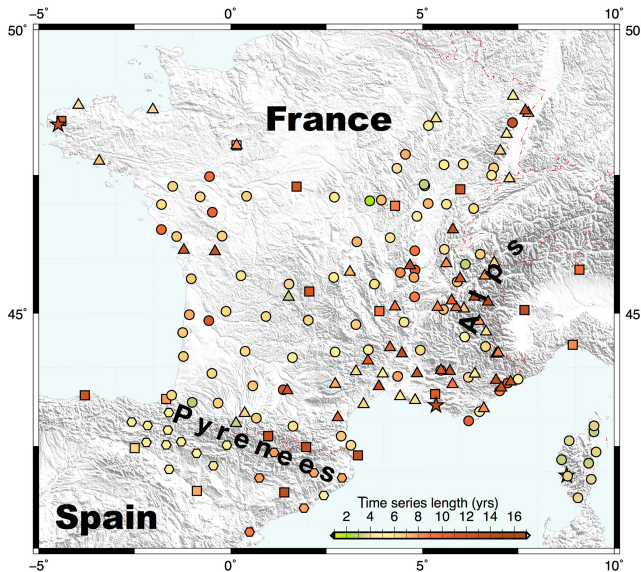 −5˚ 0˚ 5˚ 10˚
50˚ 50˚
France
Alps
45˚ 45˚
Pyrenees
Spain
Time series length (yrs)
2 4 6 8 10 12 14 16
−5˚ 0˚ 5˚ 10˚